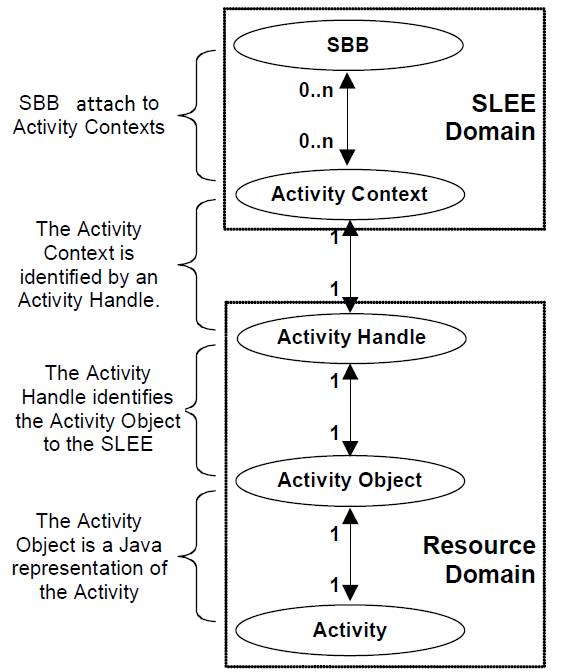 SBB
0..n
SBB attach to
Activity Contexts
SLEE
Domain
0..n
Activity Context
The Activity
Context is
identified by an
Activity Handle.
1
1
Activity Handle
The Activity
Handle identifies
the Activity Object
to the SLEE
1
1
Activity Object
The Activity
Object is a Java
representation of
the Activity
1
Resource
Domain
1
Activity